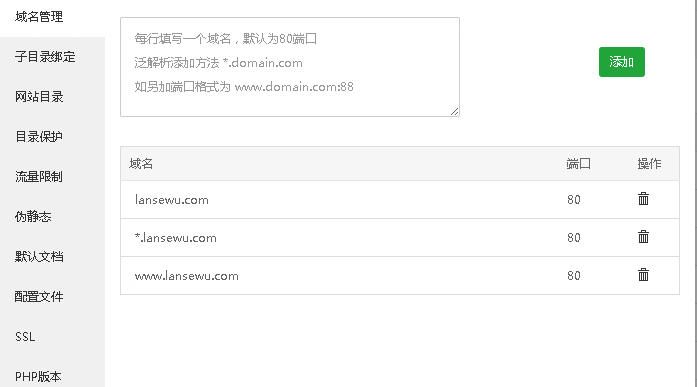 域名管理
子目录绑定
网站目录
目录保护
流量限制
伪静态
默认文档
配置文件
SSL
PHP版本
每行填写一个域名，默认为80端口
泛解析添加方法 *.domain.com
如另加端口格式为 www.domain.com:88
添加
域名 端口 操作
lansewu.com 80
*.lansewu.com 80
www.lansewu.com 80